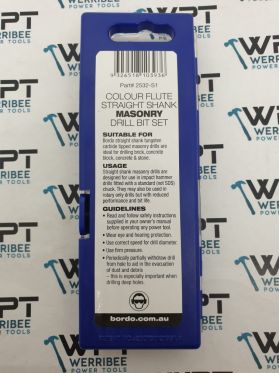 9 326518 103936
Part# 2532-S1
COLOUR FLUTE
STRAIGHT SHANK
MASONRY
DRILL BIT SET
SUITABLE FOR
Bordo straight shank tungsten
carbide tipped masonry drills are
ideal for drilling brick, concrete
block, concrete & stone.
USAGE
Straight shank masonry drills are
designed for use in impact hammer
drills fitted with a standard (not SDS)
chuck. They may also be used in
rotary only drills but with reduced
performance and bit life.
GUIDELINES
• Read and follow safety instructions
supplied in your owner's manual
before operating any power tool.
• Wear eye and hearing protection.
• Use correct speed for drill diameter.
• Use firm pressure.
• Periodically partially withdraw drill
from hole to aid in the evacuation
of dust and debris
– this is especially important when
drilling deep holes.
bordo.com.au
WPT
WERRIBEE
POWER TOOLS